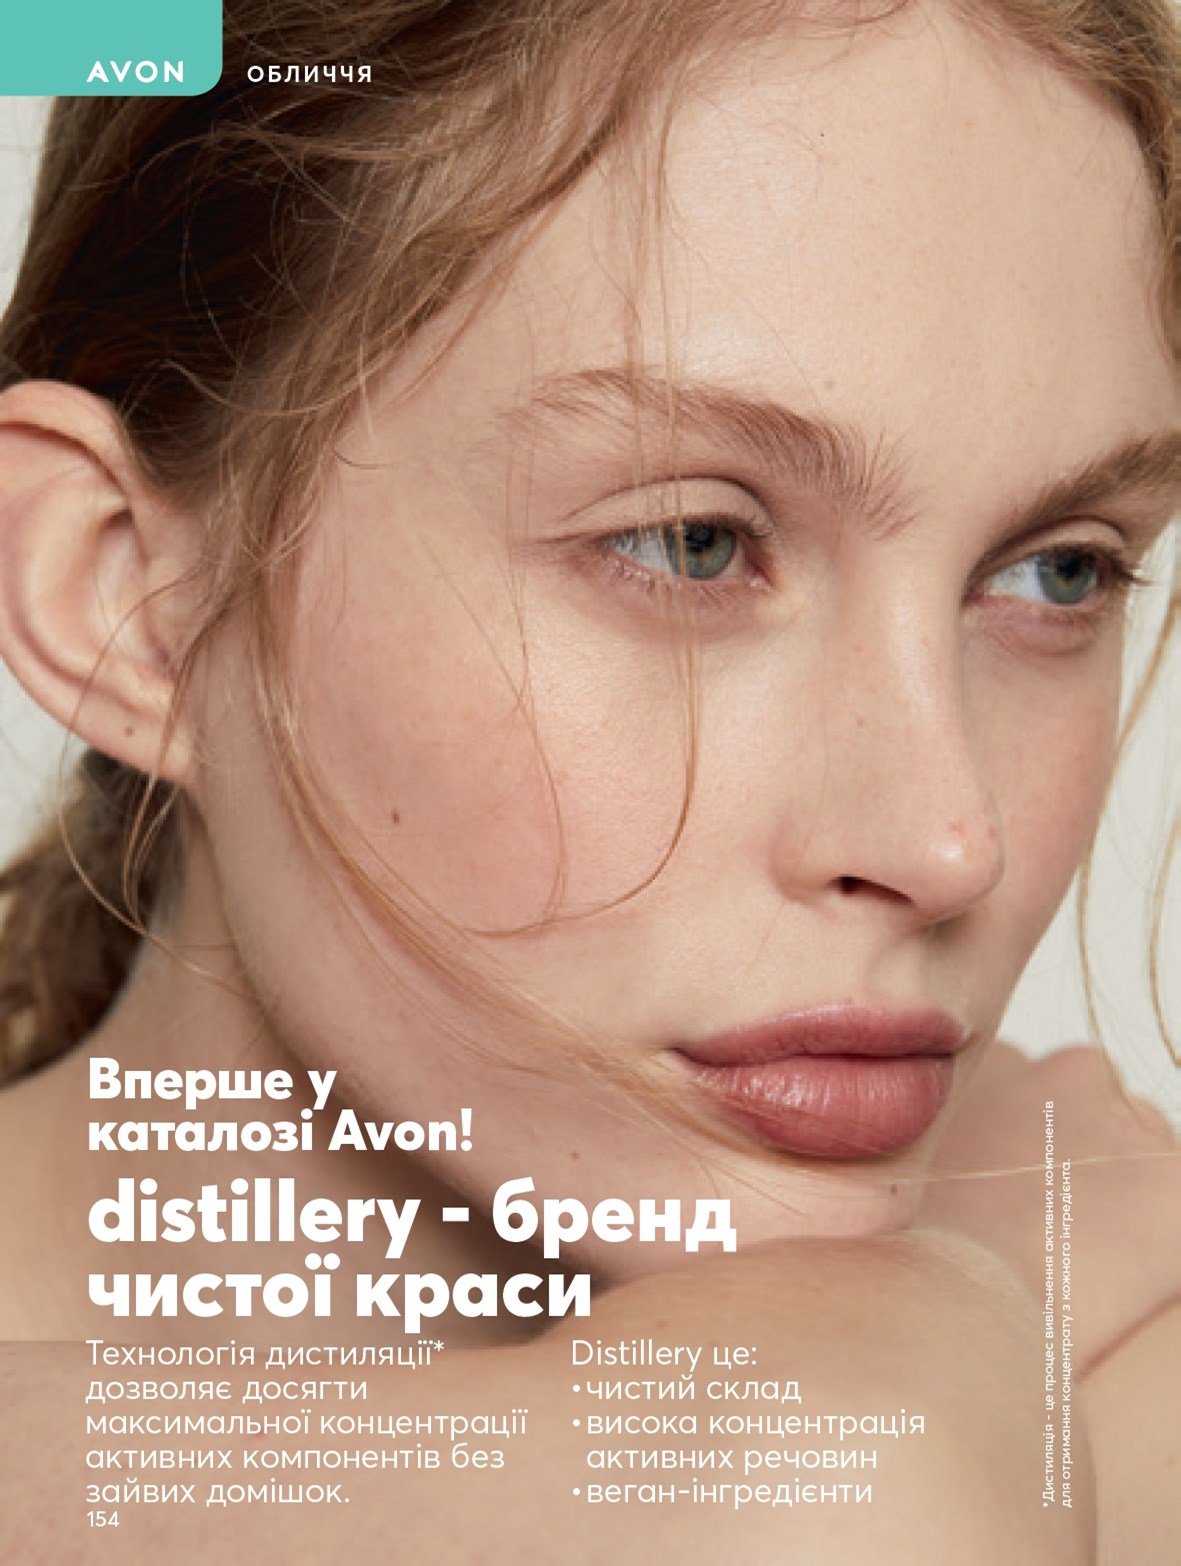 AVON
ОБЛИЧЧЯ
Вперше у
каталозі Avon!
distillery - бренд
чистої краси
Технологія дистиляції*
дозволяє досягти
максимальної концентрації
активних компонентів без
зайвих домішок.
Distillery це:
•чистий склад
•висока концентрація
активних речовин
•веган-інгредієнти
154
*Дистиляція - це процес вивільнення активних компонентів
для отримання концентрату з кожного інгредієнта.